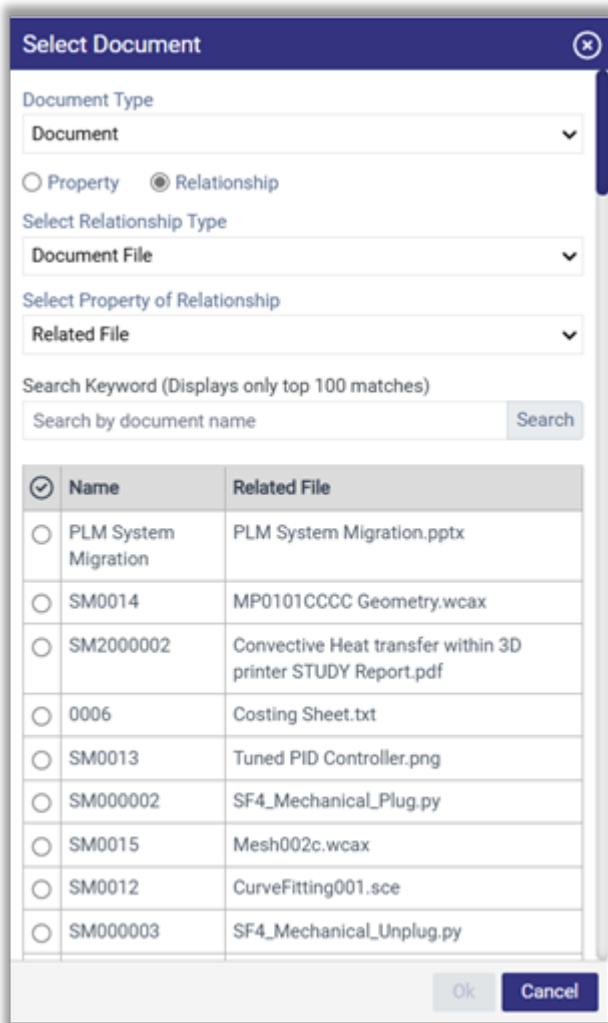 Select Document
Document Type
Document
Property Relationship
Select Relationship Type
Document File
Select Property of Relationship
Related File
Search Keyword (Displays only top 100 matches)
Search by document name Search
Name Related File
PLM System Migration PLM System Migration.pptx
SM0014 MP0101CCCC Geometry.wcax
SM2000002 Convective Heat transfer within 3D printer STUDY Report.pdf
0006 Costing Sheet.txt
SM0013 Tuned PID Controller.png
SM000002 SF4_Mechanical_Plug.py
SM0015 Mesh002c.wcax
SM0012 CurveFitting001.sce
SM000003 SF4_Mechanical_Unplug.py
Ok Cancel